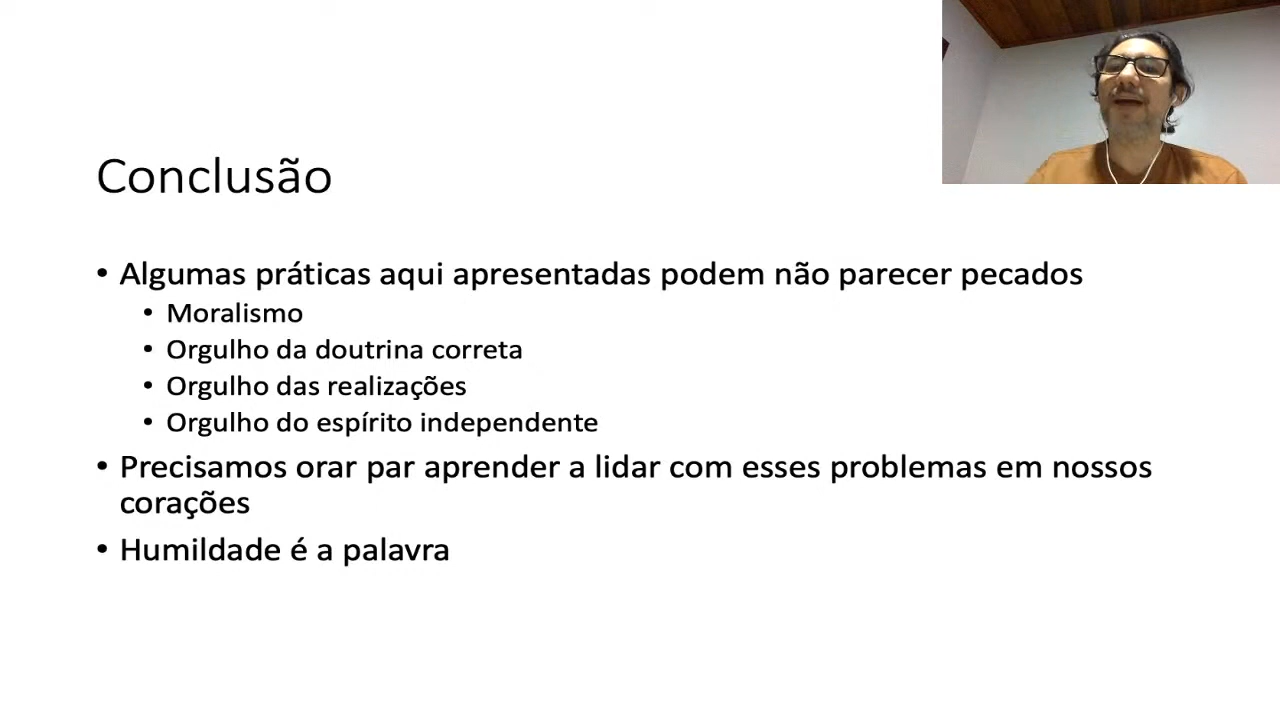 Conclusão
• Algumas práticas aqui apresentadas podem não parecer pecados
• Moralismo
• Orgulho da doutrina correta
• Orgulho das realizações
• Orgulho do espírito independente
• Precisamos orar par aprender a lidar com esses problemas em nossos
corações
• Humildade é a palavra